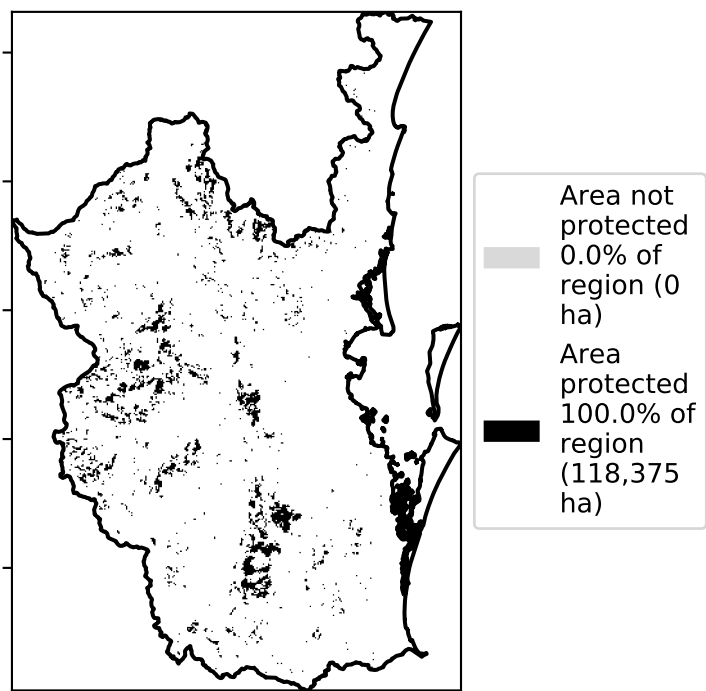 Area not
protected
0.0% of
region (0
ha)
Area
protected
100.0% of
region
(118,375
ha)